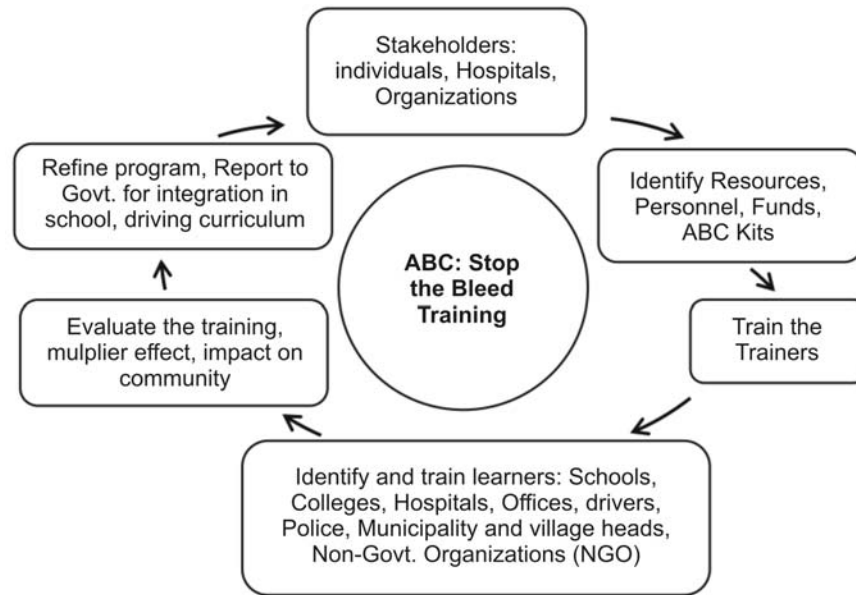 Stakeholders:
individuals, Hospitals,
Organizations
Refine program, Report to
Govt. for integration in
school, driving curriculum
Identify Resources,
Personnel, Funds,
ABC Kits
ABC: Stop
the Bleed
Training
Evaluate the training,
mulplier effect, impact on
community
Train the
Trainers
Identify and train learners: Schools,
Colleges, Hospitals, Offices, drivers,
Police, Municipality and village heads,
Non-Govt. Organizations (NGO)